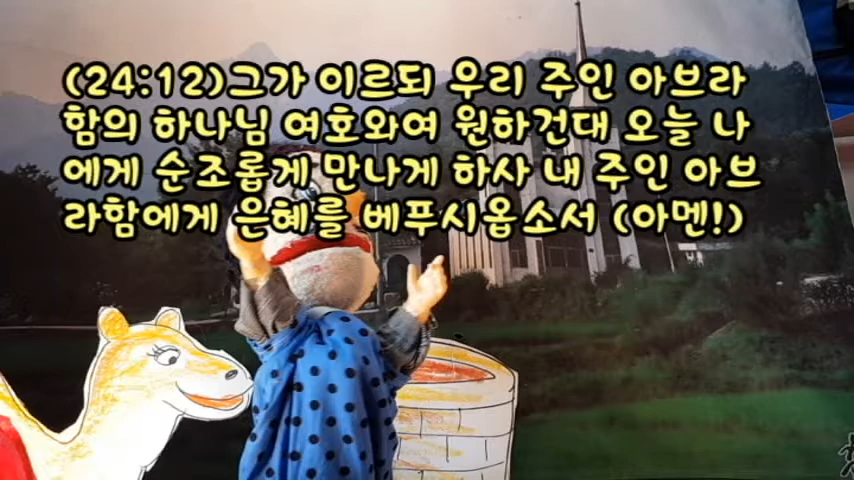 (24:12)그가 이르되 우리 주인 아브라
함의 하나님 여호와여 원하건대 오늘 나
에게 순조롭게 만나게 하사 내 주인 아브
라함에게 은혜를 베푸시옵소서 (아멘!)